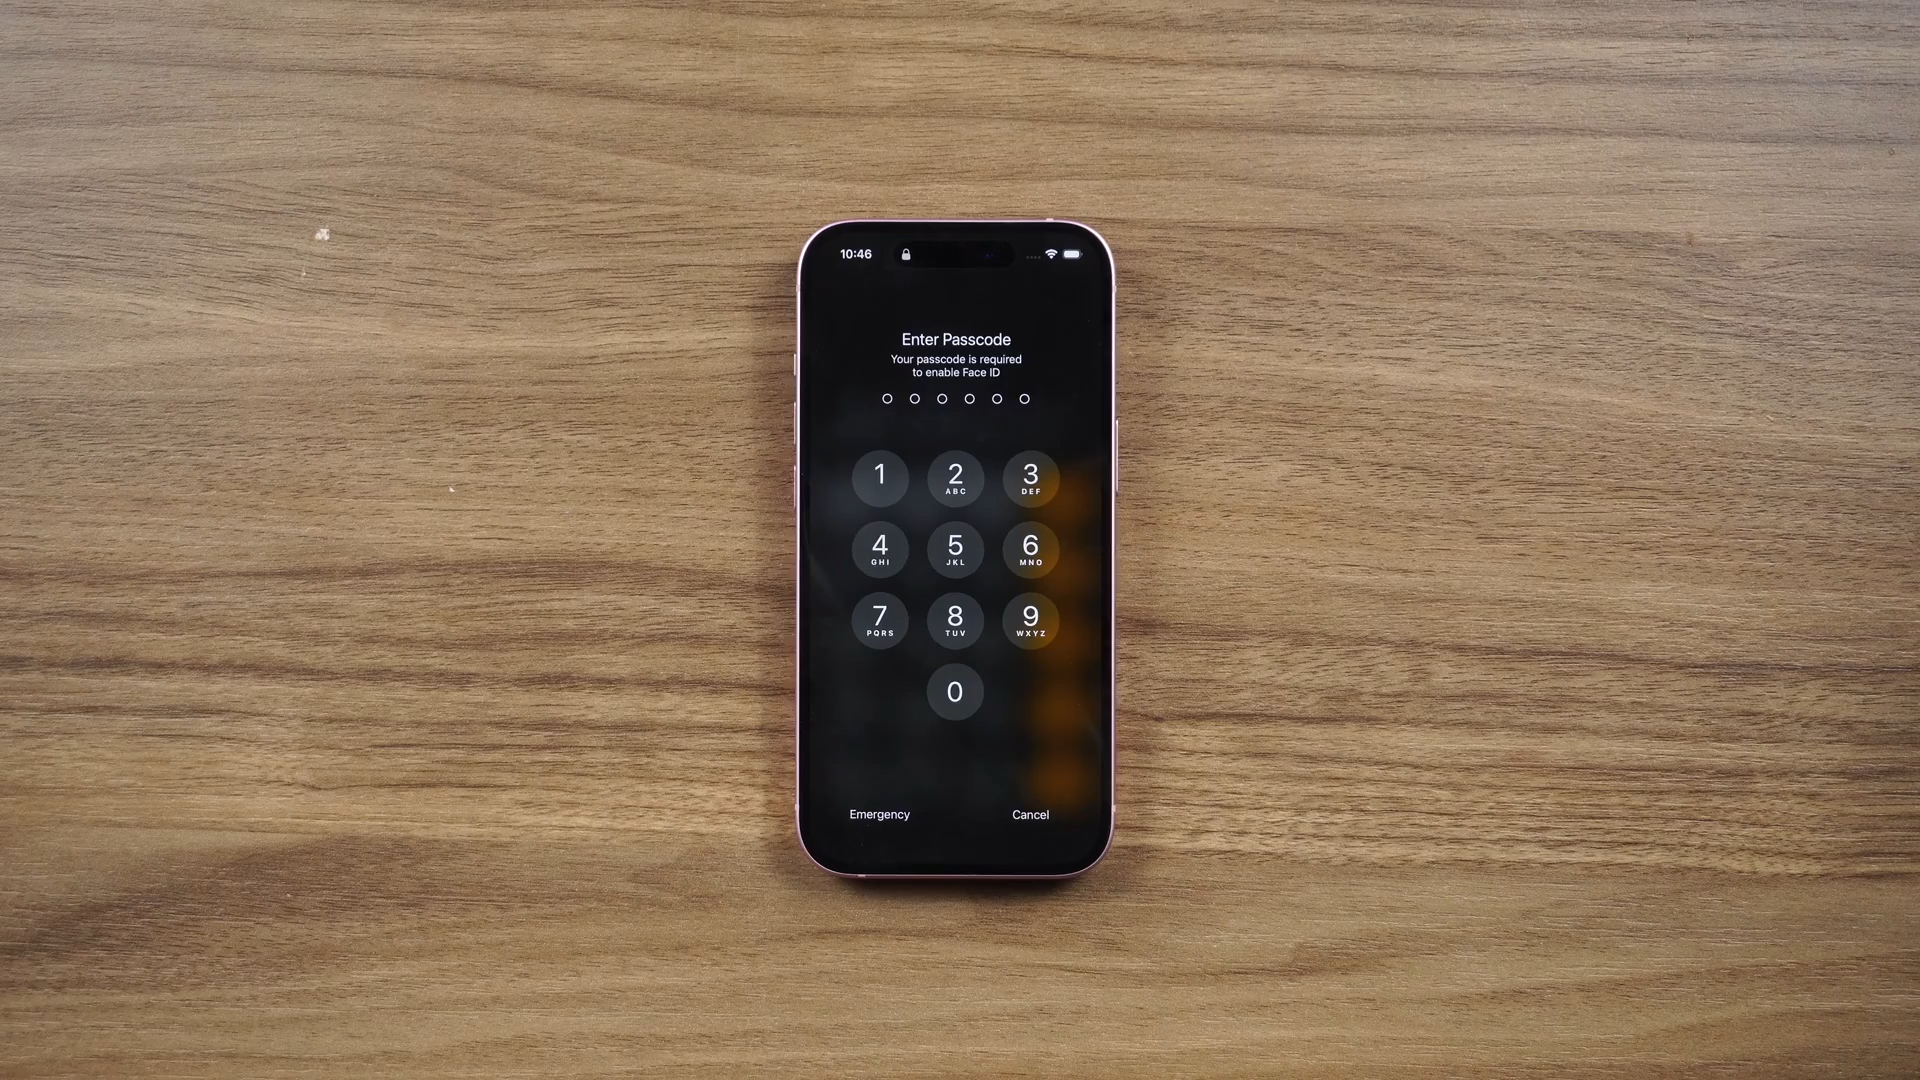 10:46
Enter Passcode
Your passcode is required
to enable Face ID
1 2 3
ABC DEF
4 5 6
GHI JKL MNO
7 8 9
PQRS TUV WXYZ
0
Emergency Cancel